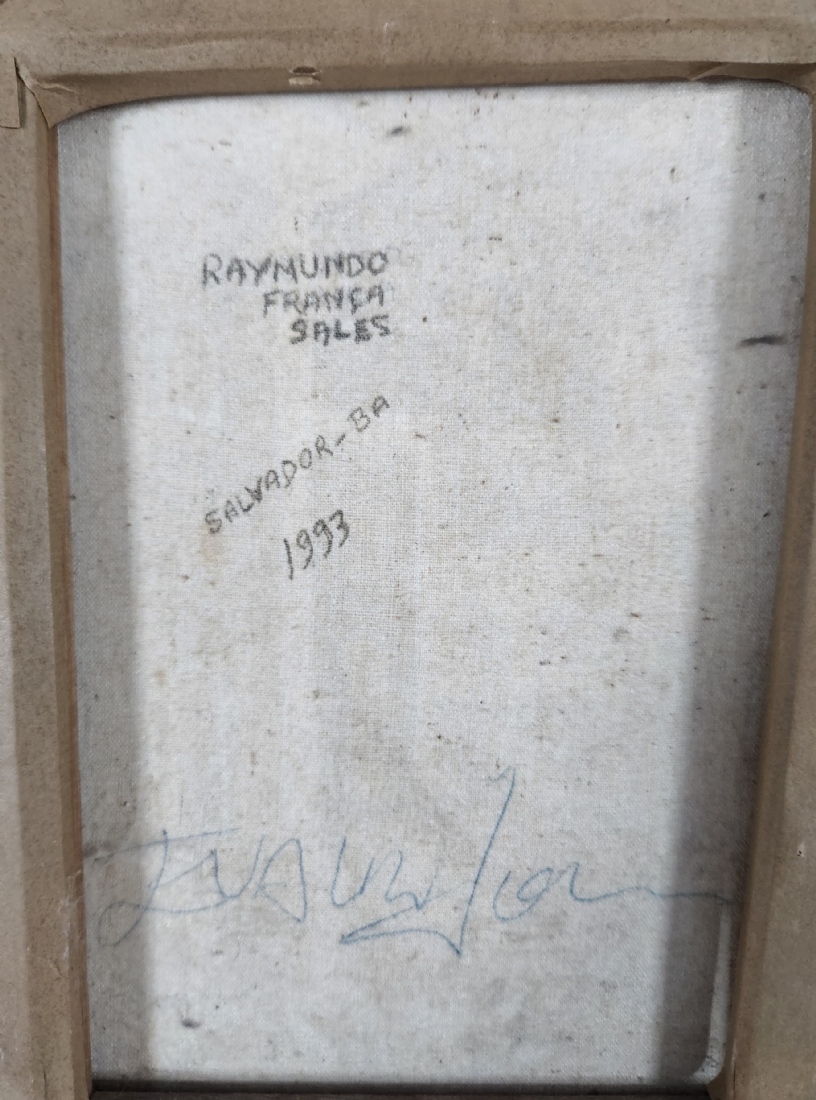 RAYMUNDO
FRANÇA
SALES
SALVADOR-BA
1993